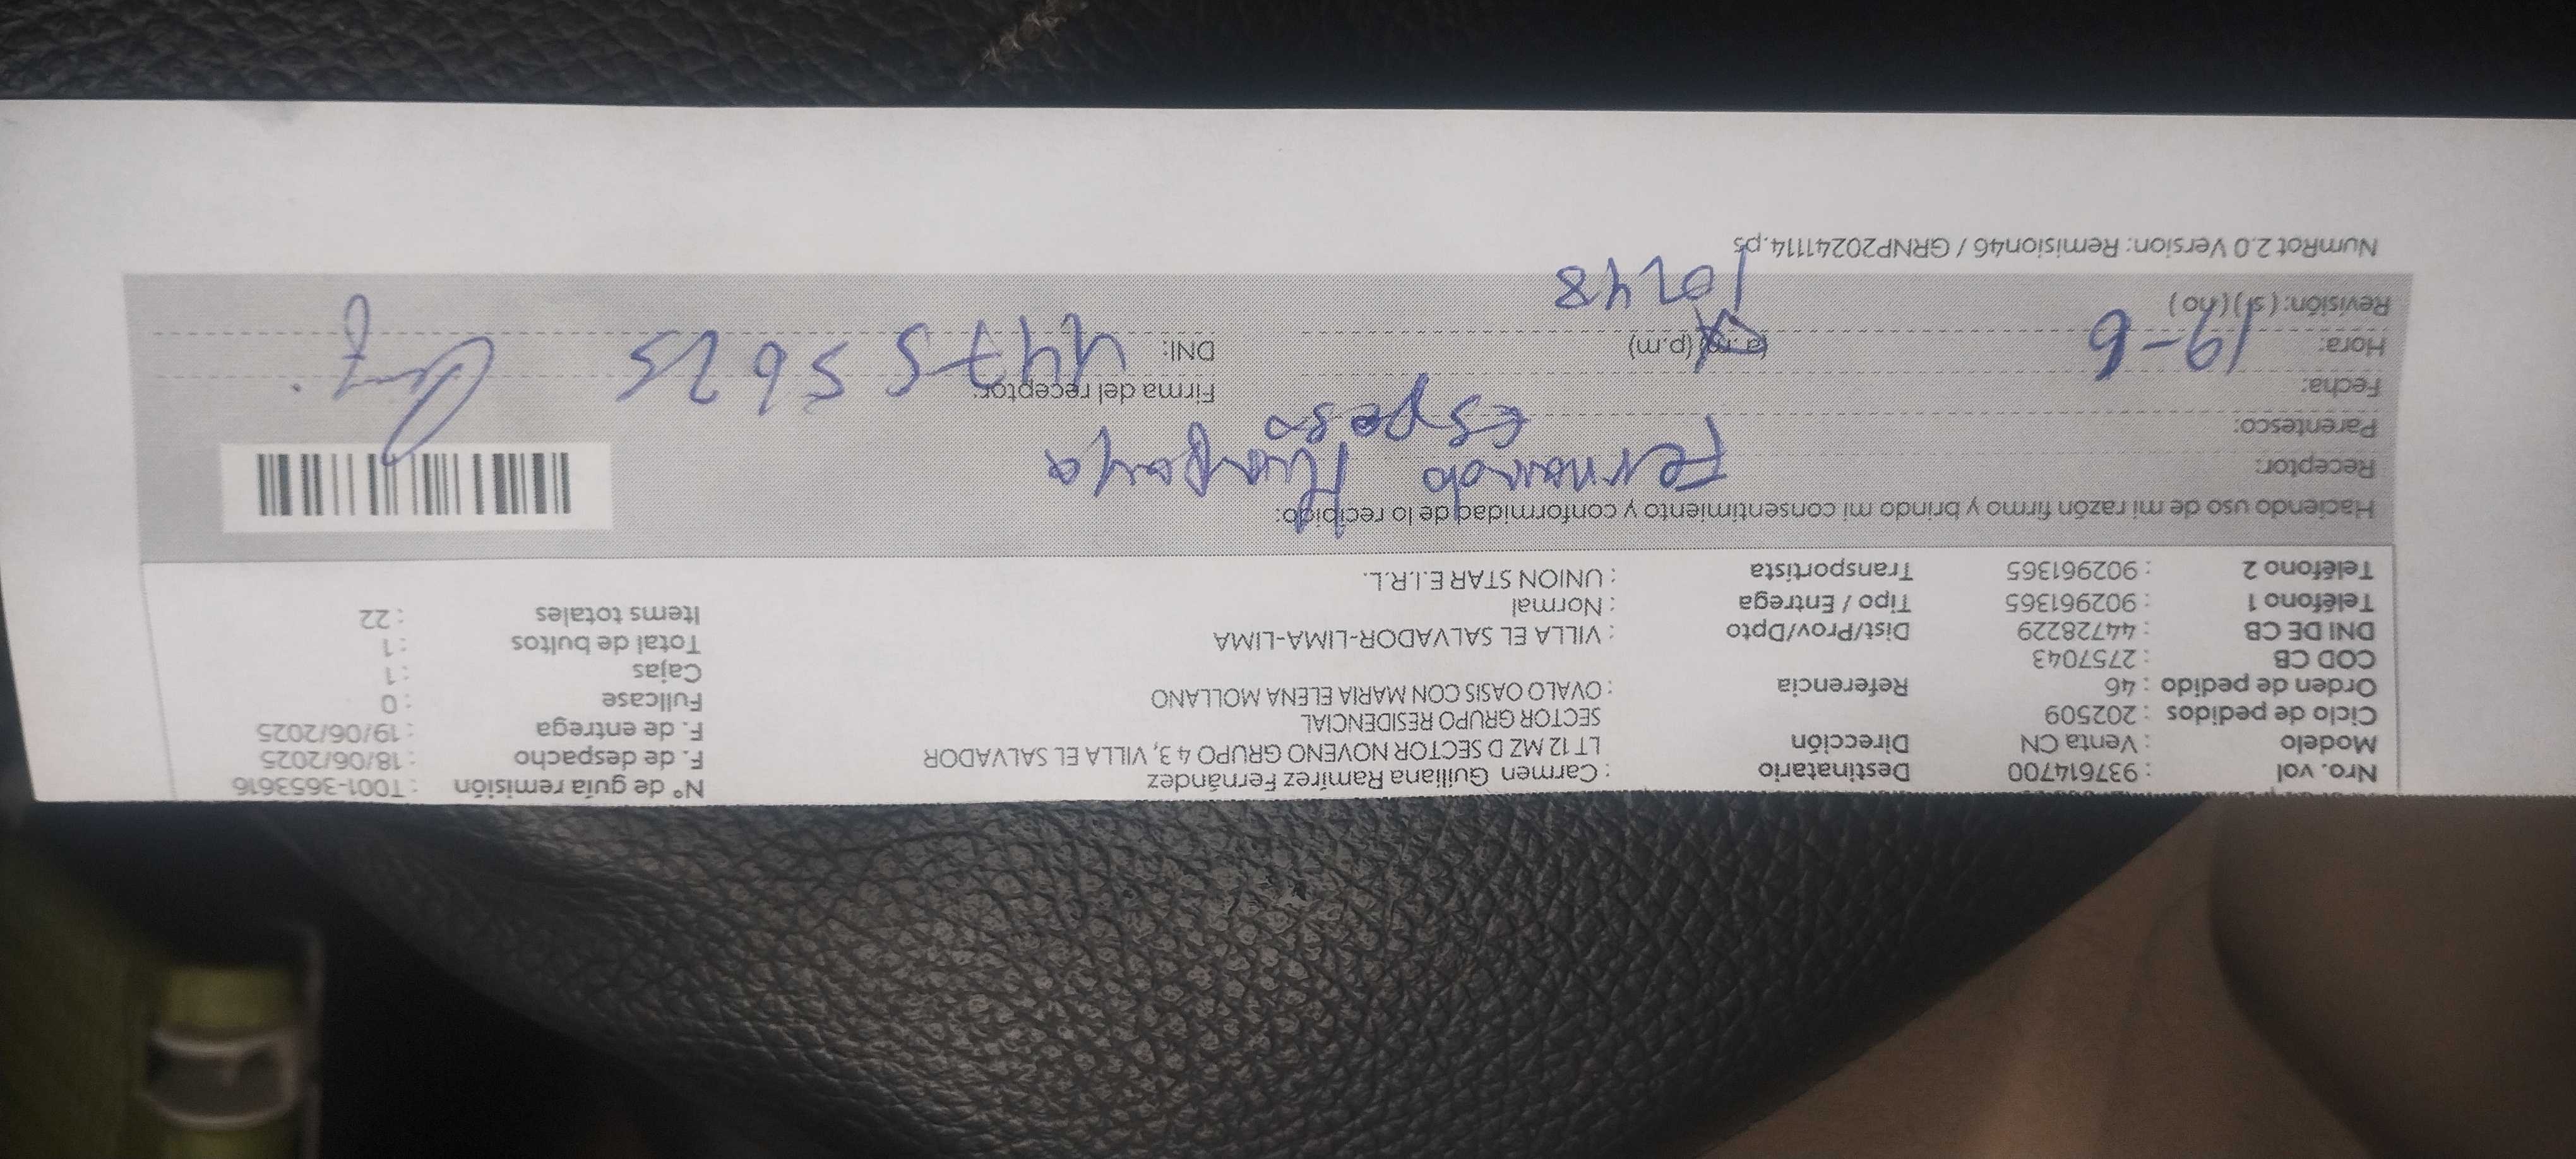 Nro. vol : 937614700 Destinatario : Carmen Guiliana Ramírez Fernández N° de guía remisión : T001-3653616
Modelo : Venta CN Dirección LT 12 MZ D SECTOR NOVENO GRUPO 4 3, VILLA EL SALVADOR F. de despacho : 18/06/2025
Ciclo de pedidos : 202509 SECTOR GRUPO RESIDENCIAL F. de entrega : 19/06/2025
Orden de pedido : 46 Referencia : OVALO OASIS CON MARIA ELENA MOLLANO Fullcase : 0
COD CB : 2757043 Cajas : 1
DNI DE CB : 44728229 Dist/Prov/Dpto : VILLA EL SALVADOR-LIMA-LIMA Total de bultos : 1
Teléfono 1 : 902961365 Tipo / Entrega : Normal Items totales : 22
Teléfono 2 : 902961365 Transportista : UNION STAR E.I.R.L.
Haciendo uso de mi razón firmo y brindo mi consentimiento y conformidad de lo recibido:
Receptor: Fernando
Parentesco: esposo
Fecha: 19-6 Firma del receptor:
Hora: (a.m) (p.m) DNI: 44755625
Revisión: (si) (no) 10:48
NumRot 2.0 Version: Remision46 / GRNP20241114.ps